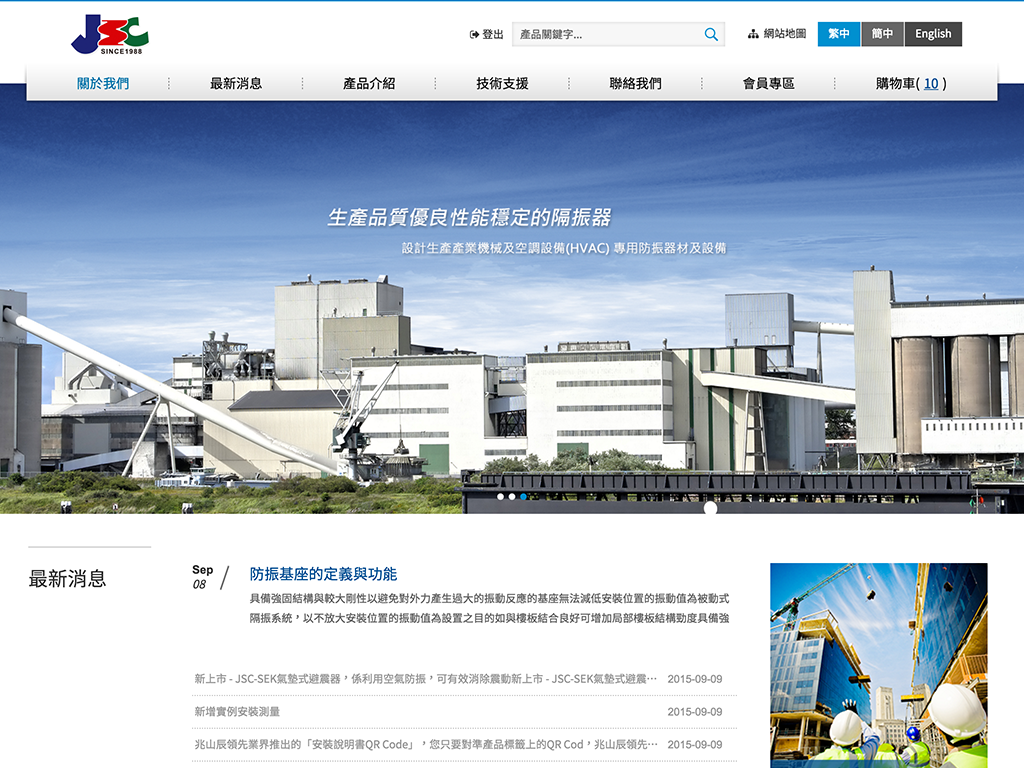 JSC
SINCE1988
登出
產品關鍵字...
網站地圖
繁中
簡中
English
關於我們
最新消息
產品介紹
技術支援
聯絡我們
會員專區
購物車( 10 )
生產品質優良性能穩定的隔振器
設計生產產業機械及空調設備(HVAC) 專用防振器材及設備
最新消息
Sep
08
防振基座的定義與功能
具備強固結構與較大剛性以避免對外力產生過大的振動反應的基座無法減低安裝位置的振動值為被動式
隔振系統，以不放大安裝位置的振動值為設置之目的如與樓板結合良好可增加局部樓板結構勁度具備強
新上市 - JSC-SEK氣墊式避震器，係利用空氣防振，可有效消除震動新上市 - JSC-SEK氣墊式避震⋯ 2015-09-09
新增實例安裝測量 2015-09-09
兆山辰領先業界推出的「安裝說明書QR Code」，您只要對準產品標籤上的QR Cod，兆山辰領先⋯ 2015-09-09